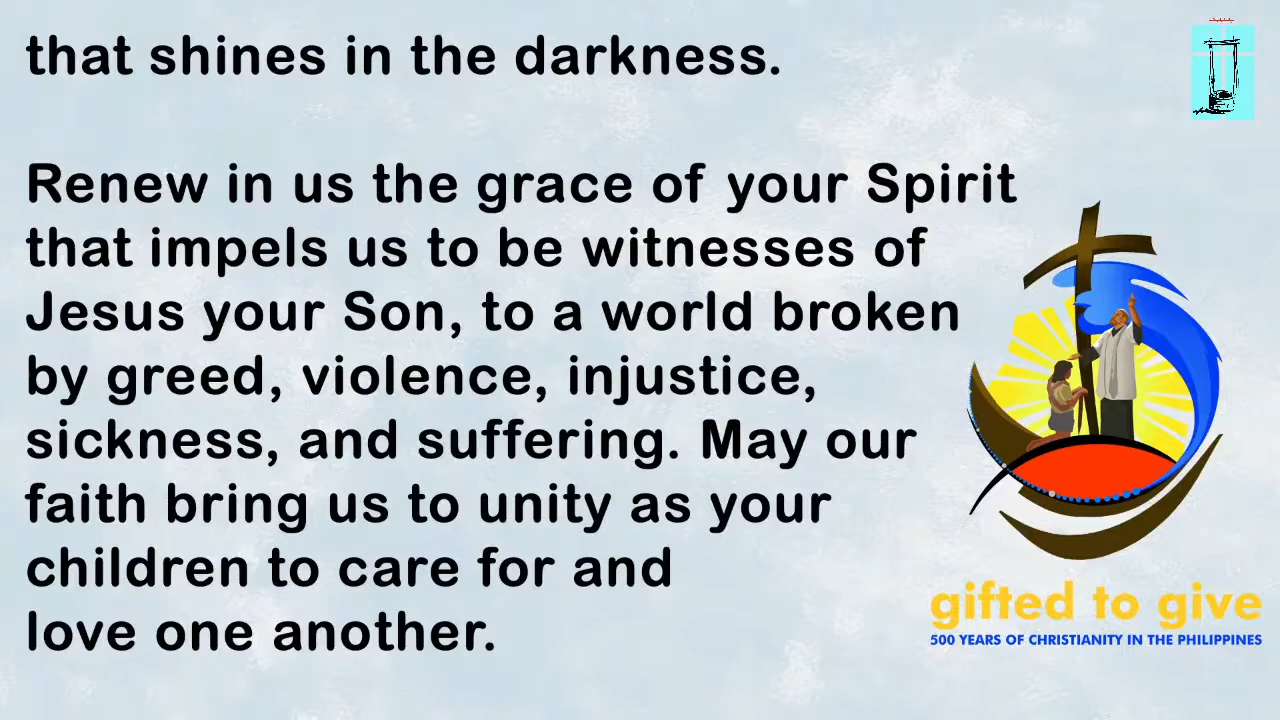 that shines in the darkness.
Renew in us the grace of your Spirit
that impels us to be witnesses of
Jesus your Son, to a world broken
by greed, violence, injustice,
sickness, and suffering. May our
faith bring us to unity as your
children to care for and
love one another.
gifted to give
500 YEARS OF CHRISTIANITY IN THE PHILIPPINES